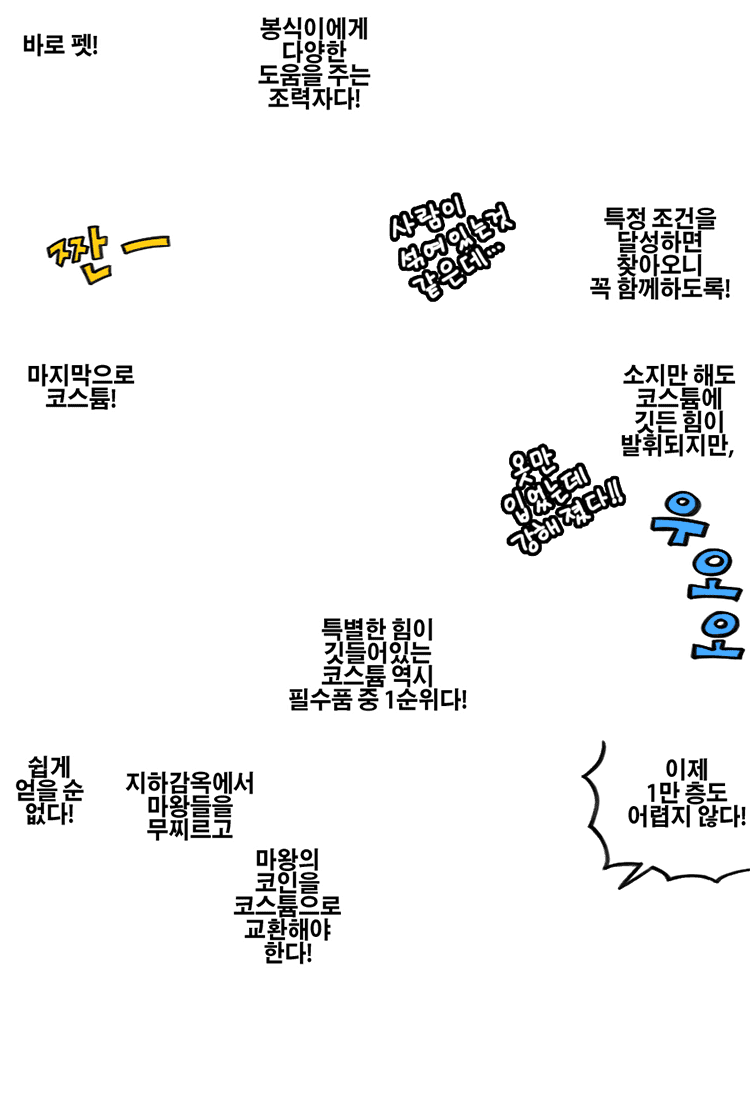 바로 펫!
봉식이에게
다양한
도움을 주는
조력자다!
짠ㅡ
사람이
섞여있는것
같은데...
특정 조건을
달성하면
찾아오니
꼭 함께하도록!
마지막으로
코스튬!
소지만 해도
코스튬에
깃든 힘이
발휘되지만,
옷만
입었는데
강해졌다!!
우
오
오
특별한 힘이
깃들어있는
코스튬 역시
필수품 중 1순위다!
쉽게
얻을 순
없다!
지하감옥에서
마왕들을
무찌르고
마왕의
코인을
코스튬으로
교환해야
한다!
이제
1만 층도
어렵지 않다!